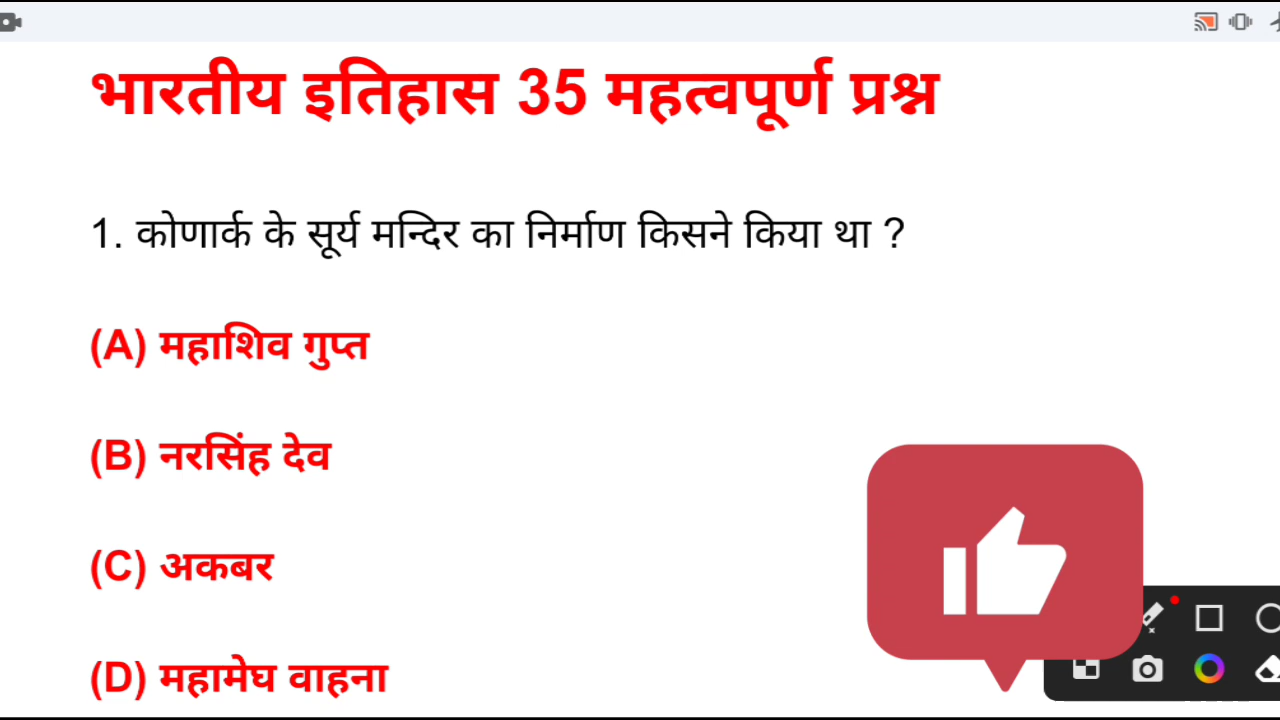 भारतीय इतिहास 35 महत्वपूर्ण प्रश्न
1. कोणार्क के सूर्य मन्दिर का निर्माण किसने किया था ?
(A) महाशिव गुप्त
(B) नरसिंह देव
(C) अकबर
(D) महामेघ वाहना